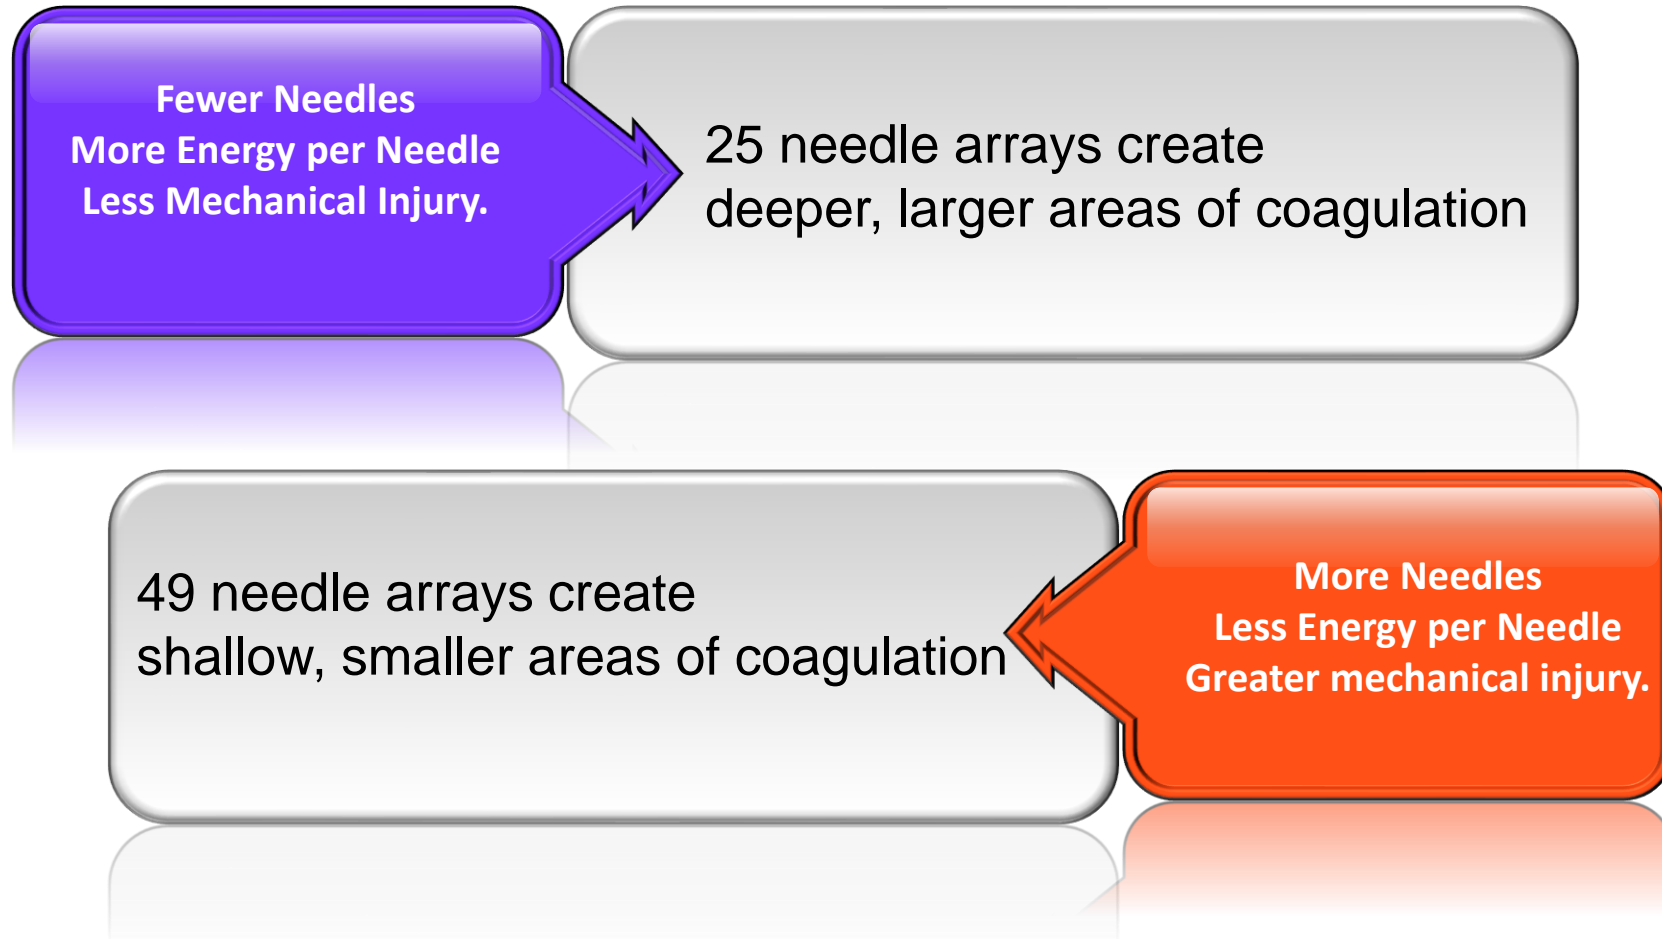 Fewer Needles
More Energy per Needle
Less Mechanical Injury.
25 needle arrays create
deeper, larger areas of coagulation
49 needle arrays create
shallow, smaller areas of coagulation
More Needles
Less Energy per Needle
Greater mechanical injury.